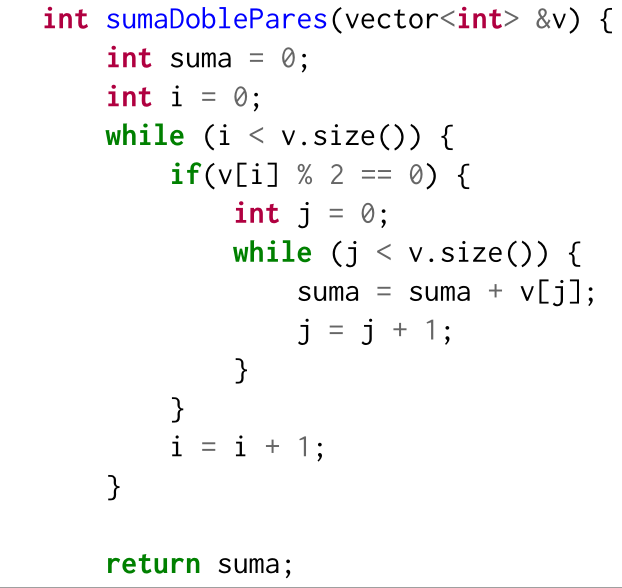 int sumaDoblePares(vector<int> &v) {
    int suma = 0;
    int i = 0;
    while (i < v.size()) {
        if(v[i] % 2 == 0) {
            int j = 0;
            while (j < v.size()) {
                suma = suma + v[j];
                j = j + 1;
            }
        }
        i = i + 1;
    }

    return suma;